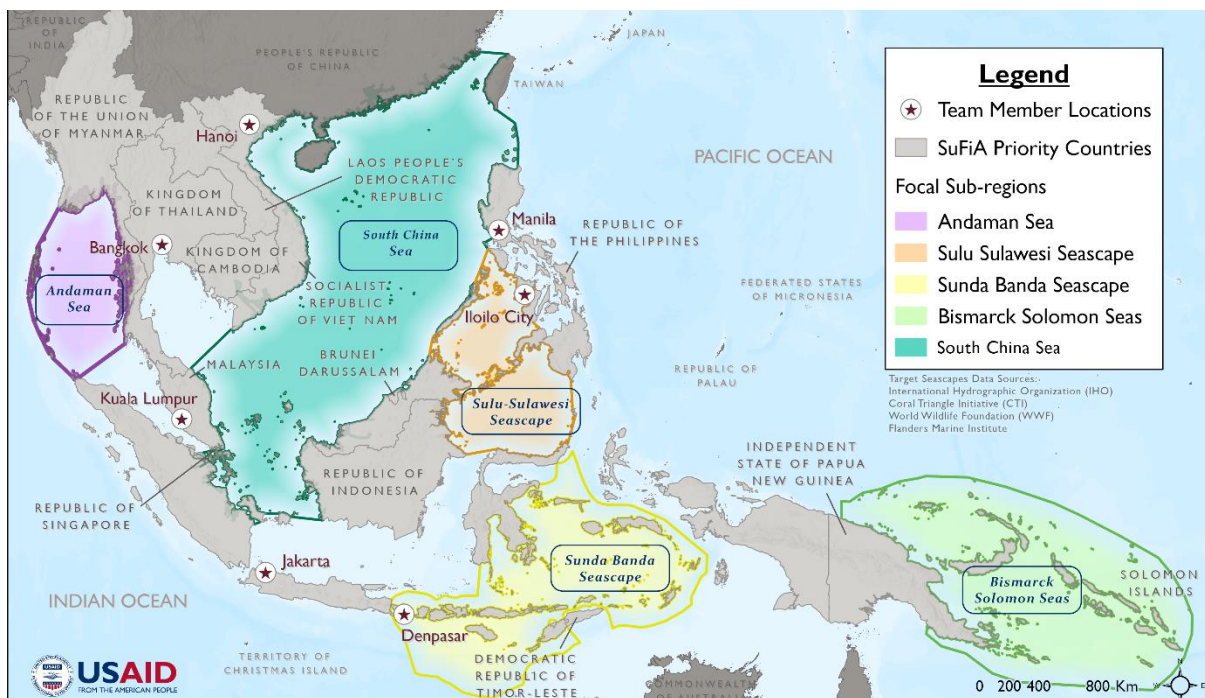 REPUBLIC
OF
INDIA
PEOPLE'S REPUBLIC
OF CHINA
JAPAN
TAIWAN
REPUBLIC
OF THE UNION
OF MYANMAR
Hanoi
LAOS PEOPLE'S
DEMOCRATIC
REPUBLIC
KINGDOM
OF THAILAND
Bangkok
KINGDOM OF
CAMBODIA
South China
Sea
Manila
REPUBLIC OF
THE PHILIPPINES
PACIFIC OCEAN
Andaman
Sea
SOCIALIST
REPUBLIC
OF VIET NAM
Iloilo City
FEDERATED STATES
OF MICRONESIA
MALAYSIA
BRUNEI
DARUSSALAM
REPUBLIC OF
PALAU
Kuala Lumpur
Sulu-Sulawesi
Seascape
REPUBLIC OF
SINGAPORE
REPUBLIC OF
INDONESIA
INDEPENDENT
STATE OF PAPUA
NEW GUINEA
Jakarta
Sunda Banda
Seascape
Bismarck
Solomon Seas
SOLOMON
ISLANDS
INDIAN OCEAN
Denpasar
TERRITORY OF
CHRISTMAS ISLAND
DEMOCRATIC
REPUBLIC OF
TIMOR-LESTE
COMMONWEALTH
OF AUSTRALIA
Legend
Team Member Locations
SuFiA Priority Countries
Focal Sub-regions
Andaman Sea
Sulu Sulawesi Seascape
Sunda Banda Seascape
Bismarck Solomon Seas
South China Sea
Target Seascapes Data Sources:
International Hydrographic Organization (IHO)
Coral Triangle Initiative (CTI)
World Wildlife Foundation (WWF)
Flanders Marine Institute
USAID
FROM THE AMERICAN PEOPLE
0 200 400 800 Km
N
E
S